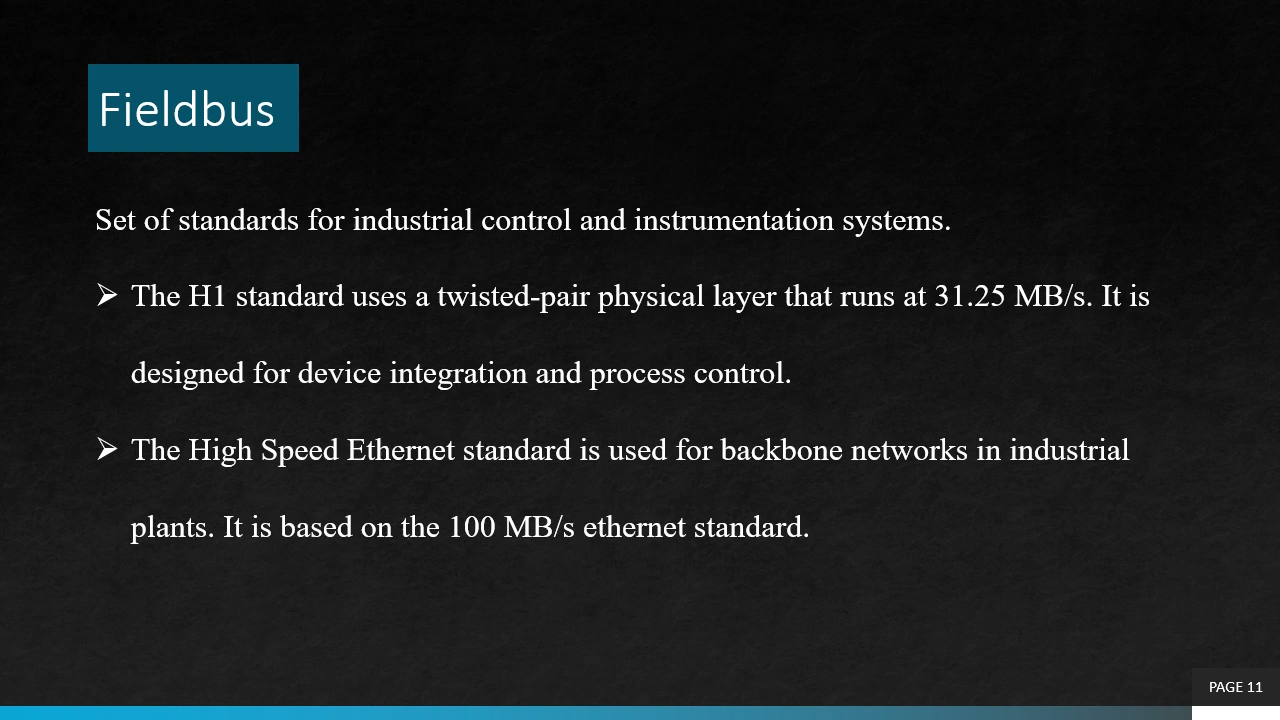 Fieldbus
Set of standards for industrial control and instrumentation systems.
➢ The H1 standard uses a twisted-pair physical layer that runs at 31.25 MB/s. It is
designed for device integration and process control.
➢ The High Speed Ethernet standard is used for backbone networks in industrial
plants. It is based on the 100 MB/s ethernet standard.
PAGE 11